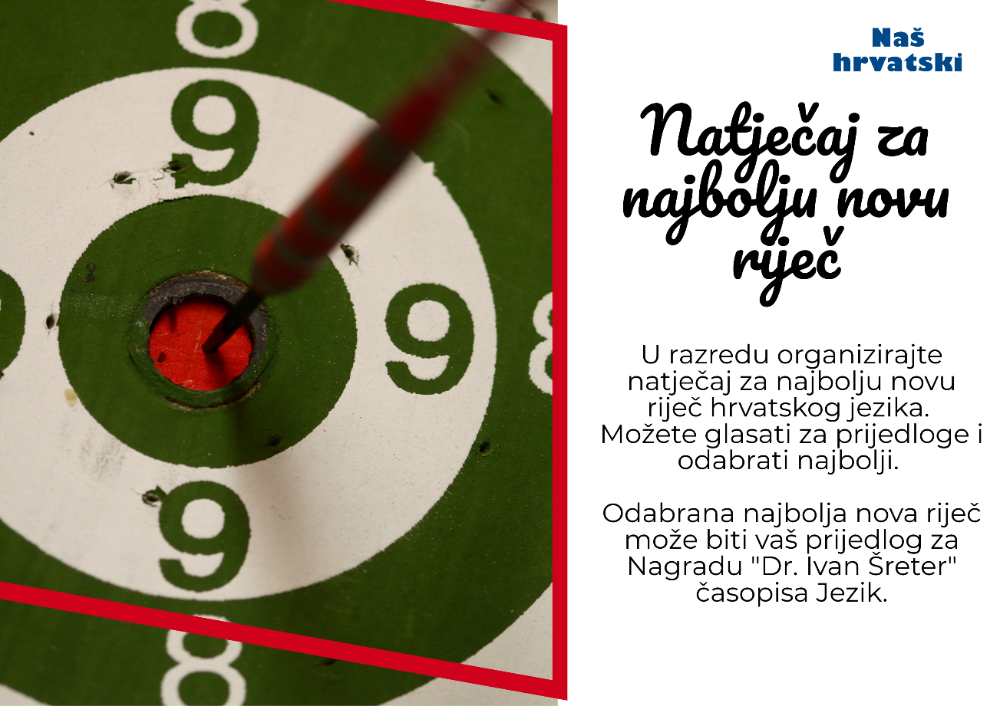 8
9
9
8
9
8
Naš
hrvatski
Natječaj za
najbolju novu
riječ
U razredu organizirajte
natječaj za najbolju novu
riječ hrvatskog jezika.
Možete glasati za prijedloge i
odabrati najbolji.
Odabrana najbolja nova riječ
može biti vaš prijedlog za
Nagradu "Dr. Ivan Šreter"
časopisa Jezik.